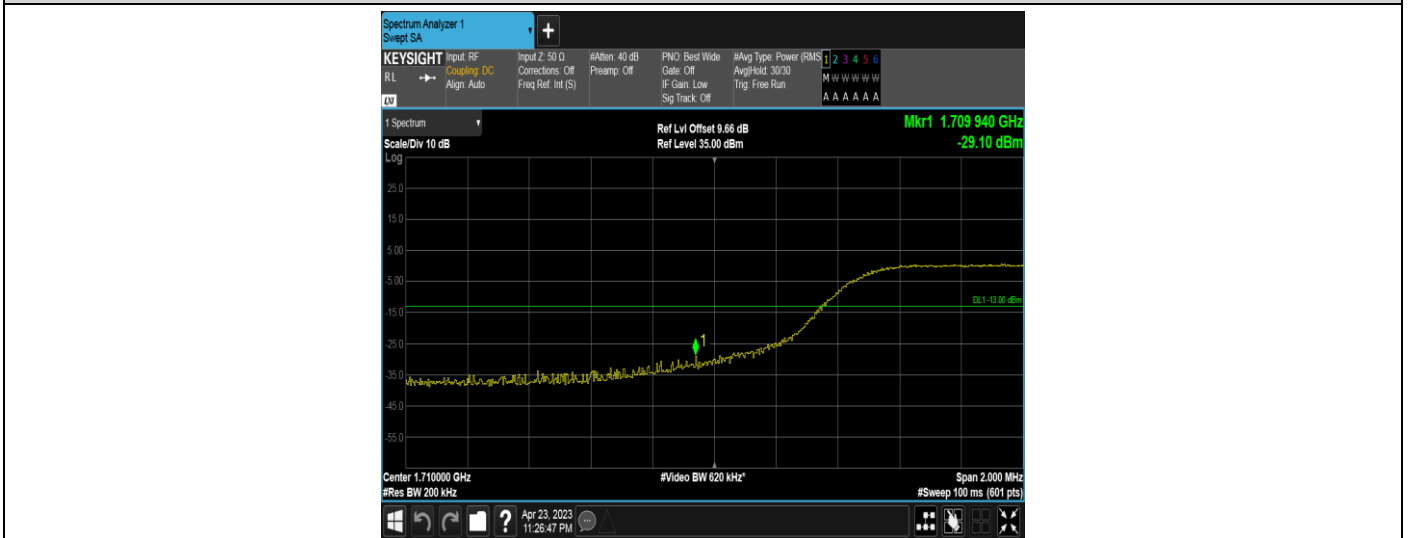 Spectrum Analyzer 1
Swept SA
+
KEYSIGHT
RL
LXI
Input: RF
Coupling: DC
Align: Auto
Input Z: 50 Ω
Corrections: Off
Freq Ref: Int (S)
#Atten: 40 dB
Preamp: Off
PNO: Best Wide
Gate: Off
IF Gain: Low
Sig Track: Off
#Avg Type: Power (RMS
Avg|Hold: 30/30
Trig: Free Run
1 2 3 4 5 6
M W W W W W
A A A A A A
1 Spectrum
Scale/Div 10 dB
Log
Ref Lvl Offset 9.66 dB
Ref Level 35.00 dBm
Mkr1 1.709 940 GHz
-29.10 dBm
25.0
15.0
5.00
-5.00
DL1 -13.00 dBm
-15.0
1
-25.0
-35.0
-45.0
-55.0
Center 1.710000 GHz
#Video BW 620 kHz*
Span 2.000 MHz
#Res BW 200 kHz
#Sweep 100 ms (601 pts)
?
Apr 23, 2023
11:26:47 PM